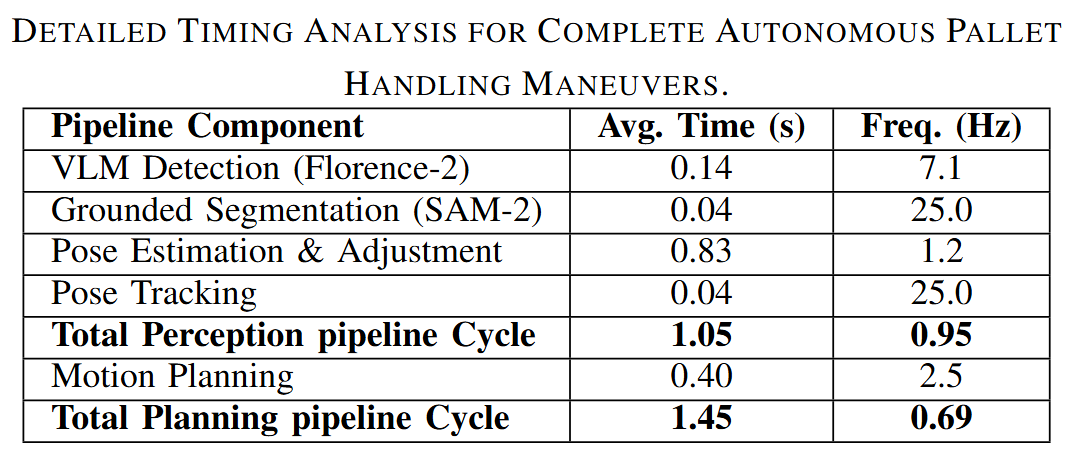 DETAILED TIMING ANALYSIS FOR COMPLETE AUTONOMOUS PALLET
HANDLING MANEUVERS.
Pipeline Component Avg. Time (s) Freq. (Hz)
VLM Detection (Florence-2) 0.14 7.1
Grounded Segmentation (SAM-2) 0.04 25.0
Pose Estimation & Adjustment 0.83 1.2
Pose Tracking 0.04 25.0
Total Perception pipeline Cycle 1.05 0.95
Motion Planning 0.40 2.5
Total Planning pipeline Cycle 1.45 0.69